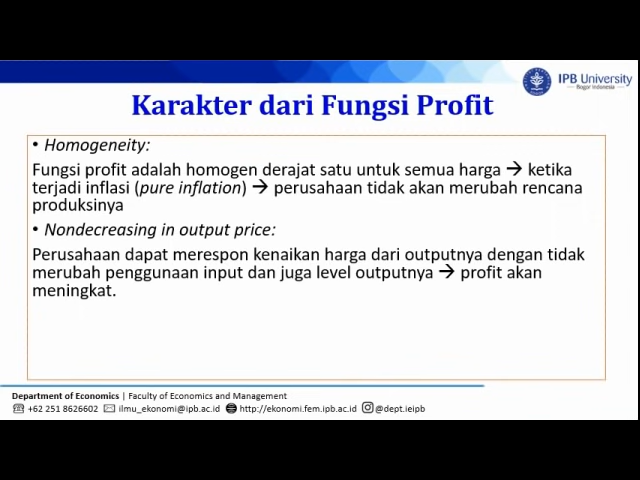 IPB University
Bogor Indonesia
Karakter dari Fungsi Profit
• Homogeneity:
Fungsi profit adalah homogen derajat satu untuk semua harga → ketika
terjadi inflasi (pure inflation) → perusahaan tidak akan merubah rencana
produksinya
• Nondecreasing in output price:
Perusahaan dapat merespon kenaikan harga dari outputnya dengan tidak
merubah penggunaan input dan juga level outputnya → profit akan
meningkat.
Department of Economics | Faculty of Economics and Management
+62 251 8626602 ilmu_ekonomi@ipb.ac.id http://ekonomi.fem.ipb.ac.id @dept.ieipb